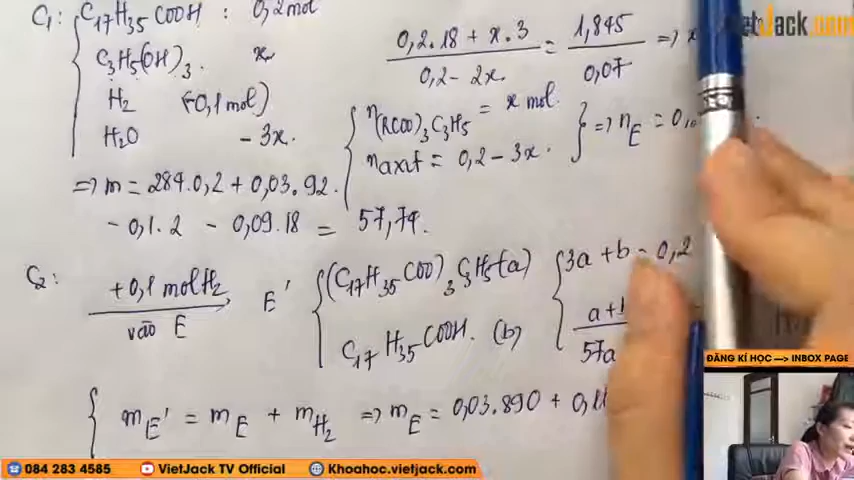 C₁: C₁₇H₃₅COOH : 0,2 mol
C₃H₅(OH)₃. x
H₂ (-0,1 mol)
H₂O - 3x.
(0,2.18 + x.3)/(0,2 - 2x) = 1,845/0,07 =>
n(RCOO)₃C₃H₅ = x mol.
naxit = 0,2 - 3x.
=> nE = 0,
=> m = 284.0,2 + 0,03.92.
- 0,1.2 - 0,09.18 = 57,74.
C₂: +0,1 mol H₂
vào E
E'
(C₁₇H₃₅COO)₃C₃H₅ (a)
C₁₇H₃₅COOH. (b)
3a + b = 0,2
57a
mE' = mE + mH₂ => mE = 0,03.890 + 0,11
VietJack.com
ĐĂNG KÍ HỌC —> INBOX PAGE
084 283 4585
VietJack TV Official
Khoahoc.vietjack.com